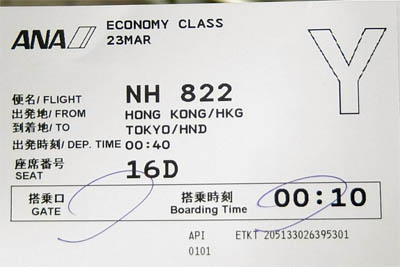 ANA
ECONOMY CLASS
23MAR
Y
便名/ FLIGHT NH 822
出発地/ FROM HONG KONG/HKG
到着地/ TO TOKYO/HND
出発時刻/ DEP. TIME 00:40
座席番号
SEAT 16D
搭乗口
GATE
搭乗時刻
Boarding Time 00:10
API ETKT 205133026395301
0101